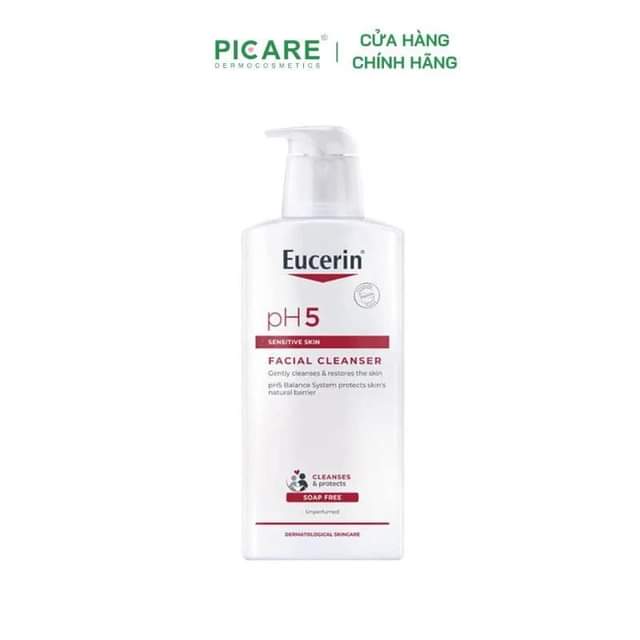 PICARE®
DERMOCOSMETICS
CỬA HÀNG
CHÍNH HÃNG
Eucerin®
pH5
SENSITIVE SKIN
FACIAL CLEANSER
Gently cleanses & restores the skin
pH5 Balance System protects skin's
natural barrier
CLEANSES
& protects
SOAP FREE
Unperfumed
DERMATOLOGICAL SKINCARE